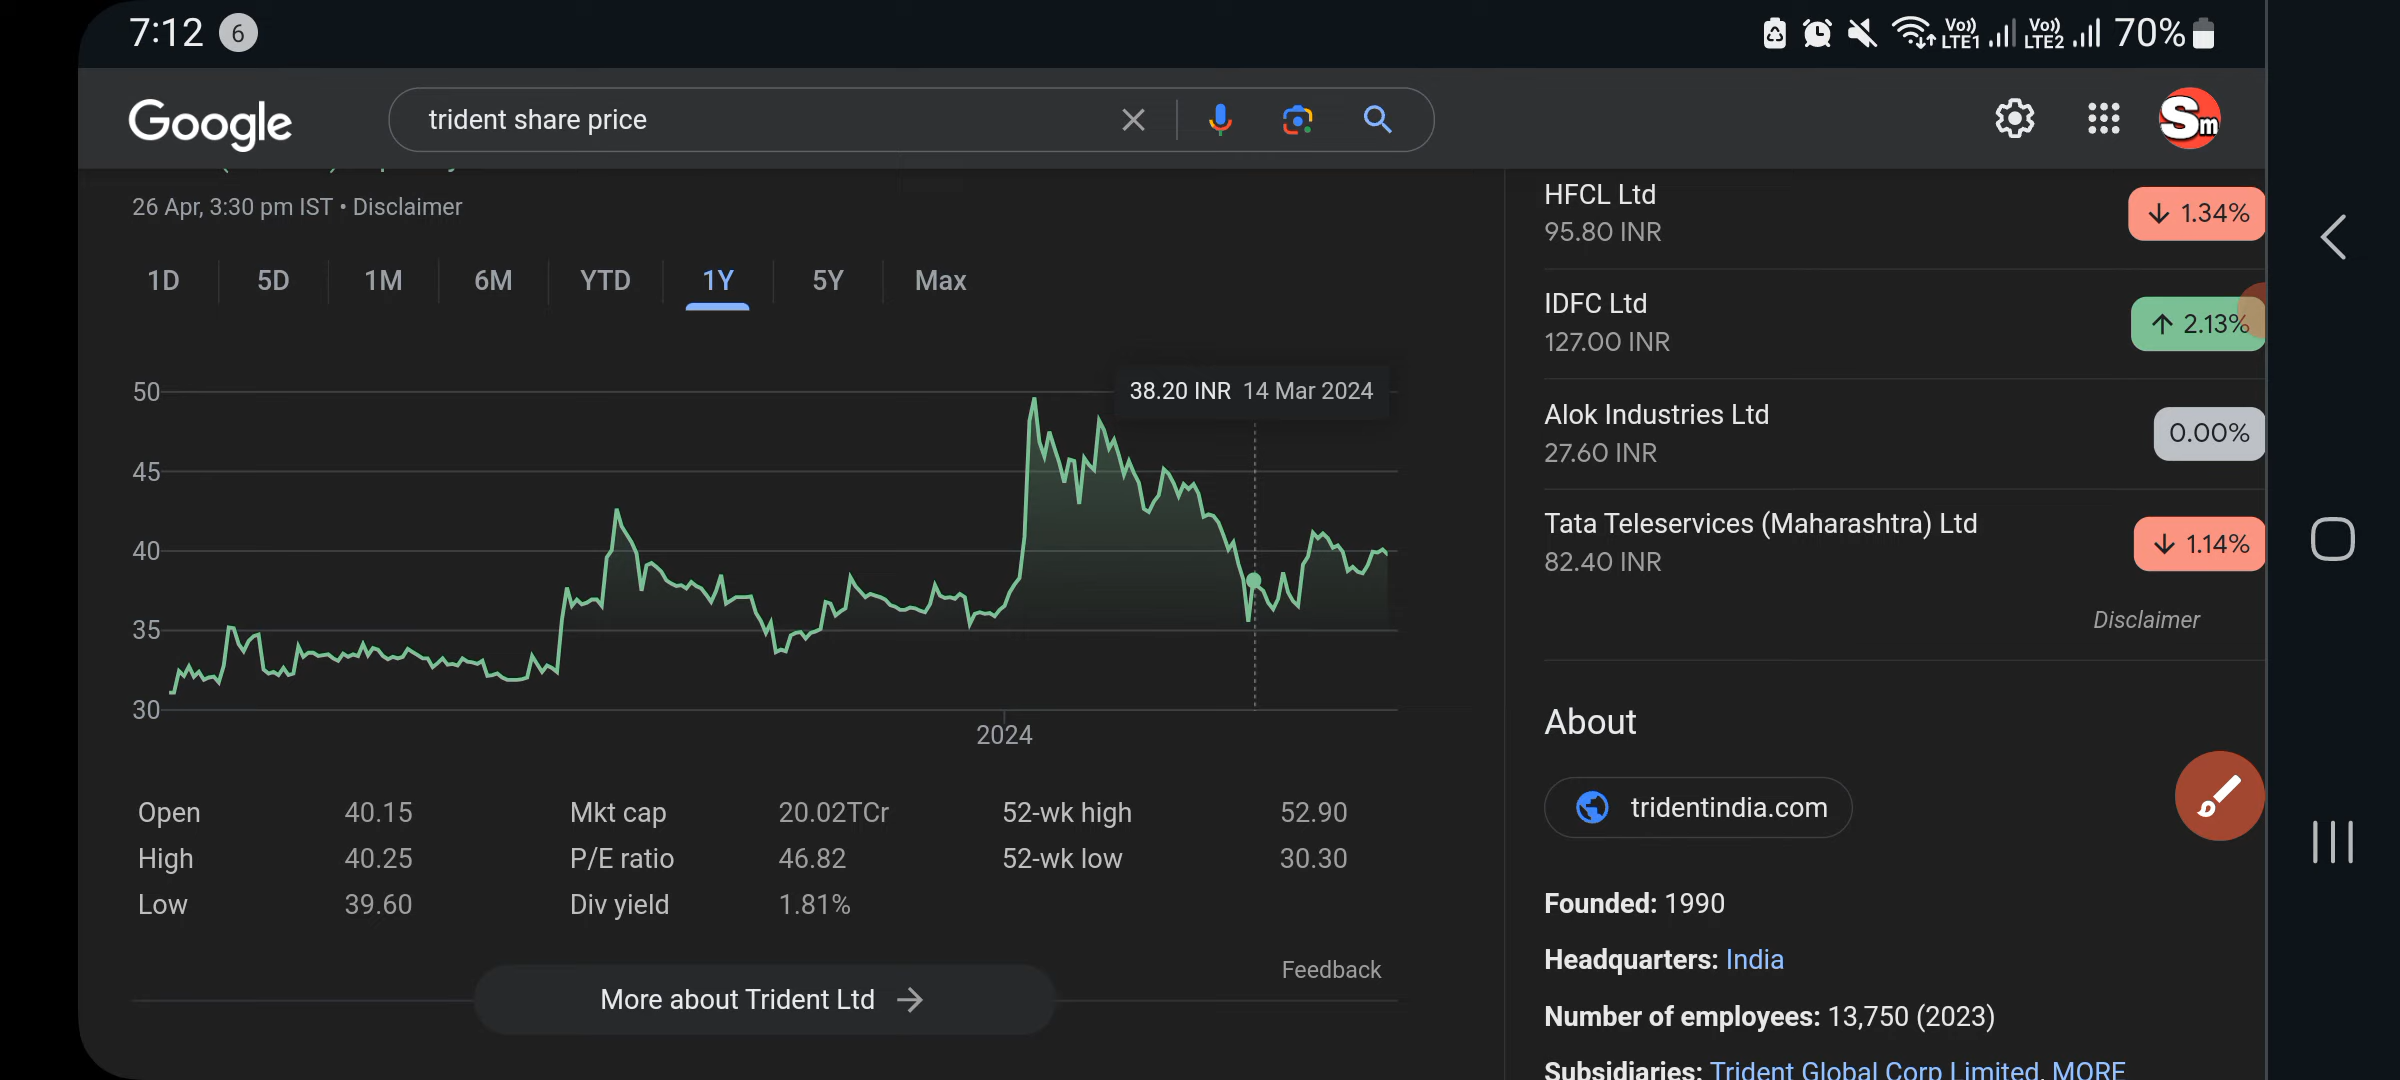 7:12 6 Vo)) LTE1 Vo)) LTE2 70%
Google trident share price Sm
26 Apr, 3:30 pm IST • Disclaimer
1D 5D 1M 6M YTD 1Y 5Y Max
38.20 INR 14 Mar 2024
50
45
40
35
30
2024
Open 40.15 Mkt cap 20.02TCr 52-wk high 52.90
High 40.25 P/E ratio 46.82 52-wk low 30.30
Low 39.60 Div yield 1.81%
Feedback
More about Trident Ltd →
HFCL Ltd
95.80 INR ↓ 1.34%
IDFC Ltd
127.00 INR ↑ 2.13%
Alok Industries Ltd
27.60 INR 0.00%
Tata Teleservices (Maharashtra) Ltd
82.40 INR ↓ 1.14%
Disclaimer
About
tridentindia.com
Founded: 1990
Headquarters: India
Number of employees: 13,750 (2023)
Subsidiaries: Trident Global Corp Limited, MORE